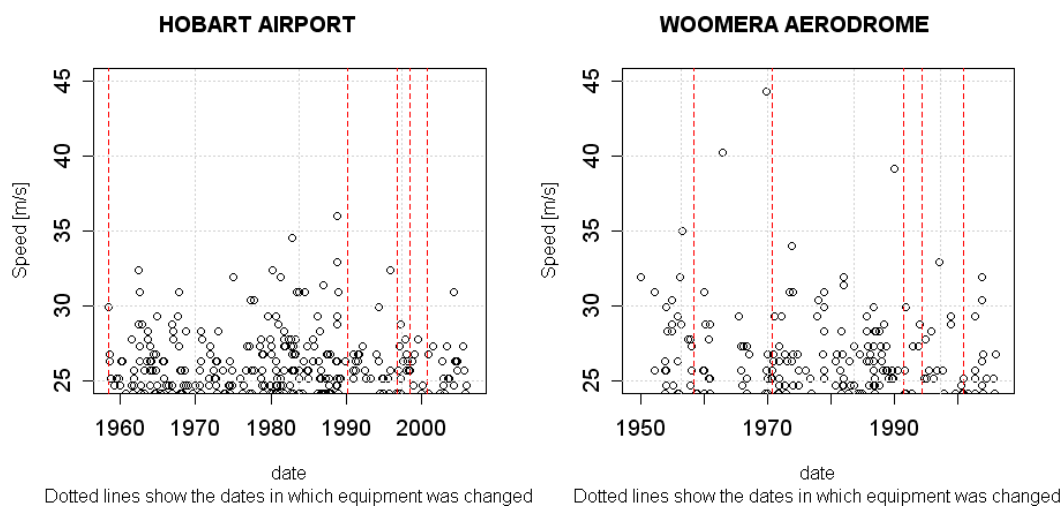 HOBART AIRPORT
45
40
35
30
25
Speed [m/s]
1960 1970 1980 1990 2000
date
Dotted lines show the dates in which equipment was changed
WOOMERA AERODROME
45
40
35
30
25
Speed [m/s]
1950 1970 1990
date
Dotted lines show the dates in which equipment was changed